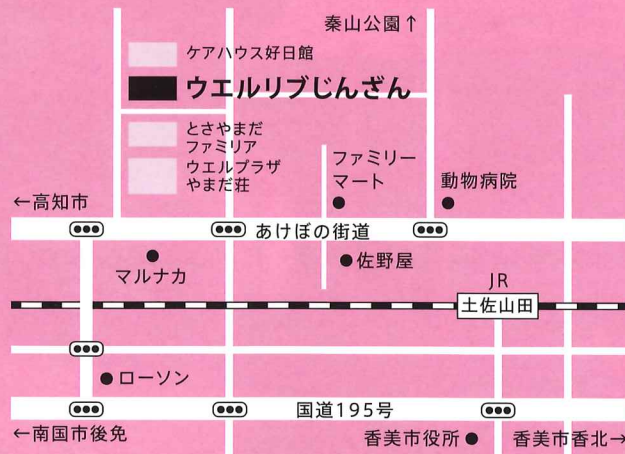 秦山公園↑
ケアハウス好日館
ウエルリブじんざん
とさやまだ
ファミリア
ウエルプラザ
やまだ荘
ファミリー
マート
動物病院
←高知市
あけぼの街道
マルナカ
佐野屋
JR
土佐山田
ローソン
国道195号
←南国市後免
香美市役所
香美市香北→